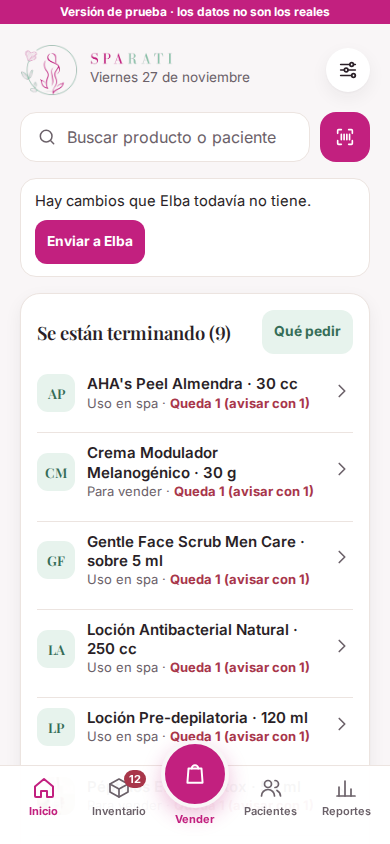 Versión de prueba · los datos no son los reales
SPARATI
Viernes 27 de noviembre
Buscar producto o paciente
Hay cambios que Elba todavía no tiene.
Enviar a Elba
Se están terminando (9)
Qué pedir
AP
AHA's Peel Almendra · 30 cc
Uso en spa · Queda 1 (avisar con 1)
CM
Crema Modulador
Melanogénico · 30 g
Para vender · Queda 1 (avisar con 1)
GF
Gentle Face Scrub Men Care ·
sobre 5 ml
Uso en spa · Queda 1 (avisar con 1)
LA
Loción Antibacterial Natural ·
250 cc
Uso en spa · Queda 1 (avisar con 1)
LP
Loción Pre-depilatoria · 120 ml
Uso en spa · Queda 1 (avisar con 1)
Inicio
12
Inventario
Vender
Pacientes
Reportes